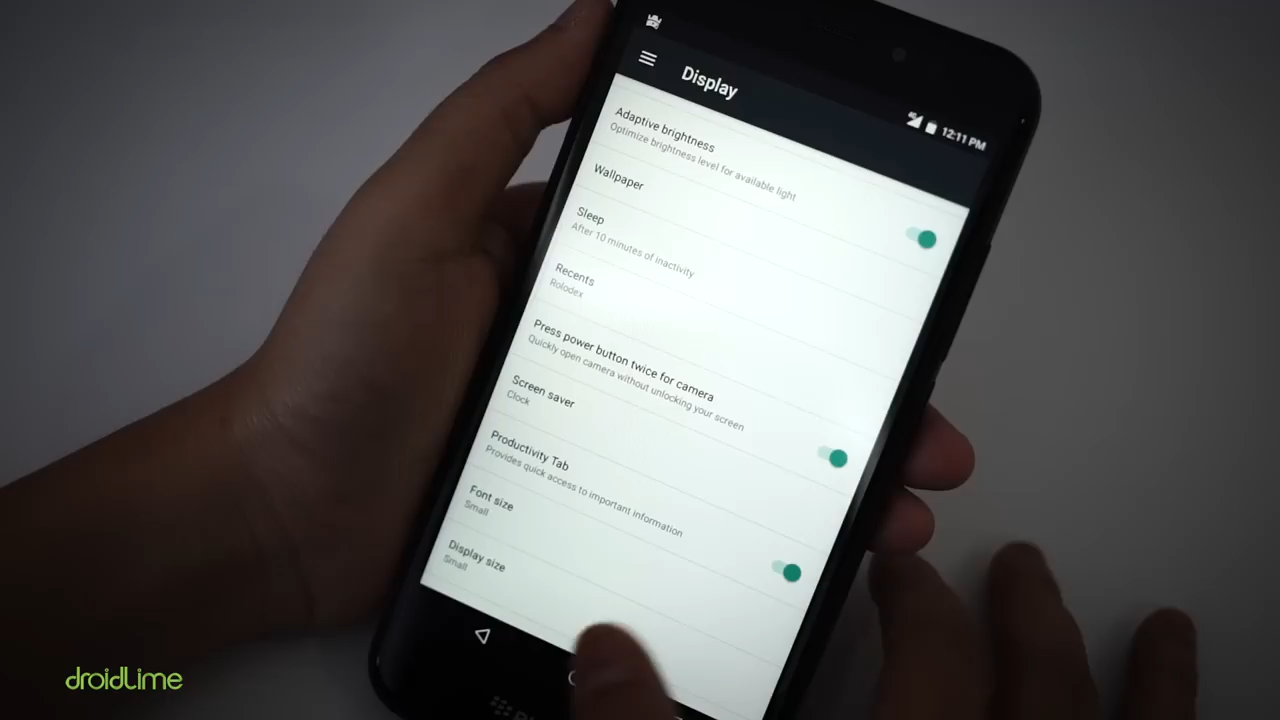 Display
12:11 PM
Adaptive brightness
Optimize brightness level for available light
Wallpaper
Sleep
After 10 minutes of inactivity
Recents
Rolodex
Press power button twice for camera
Quickly open camera without unlocking your screen
Screen saver
Clock
Productivity Tab
Provides quick access to important information
Font size
Small
Display size
Small
droidLime